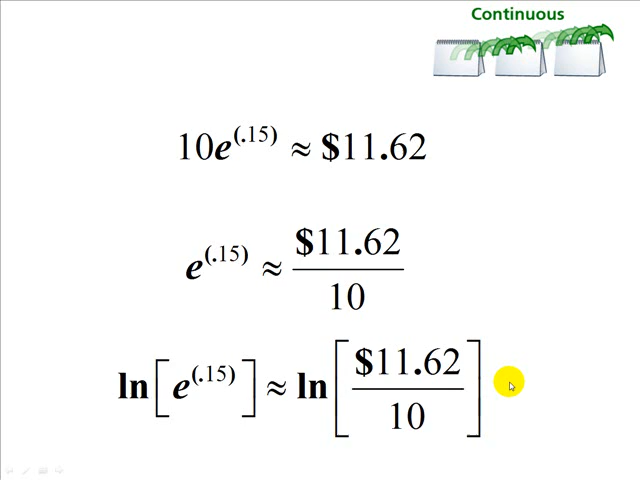 Continuous
10e^(.15) ≈ $11.62
e^(.15) ≈ $11.62/10
ln[e^(.15)] ≈ ln[$11.62/10]